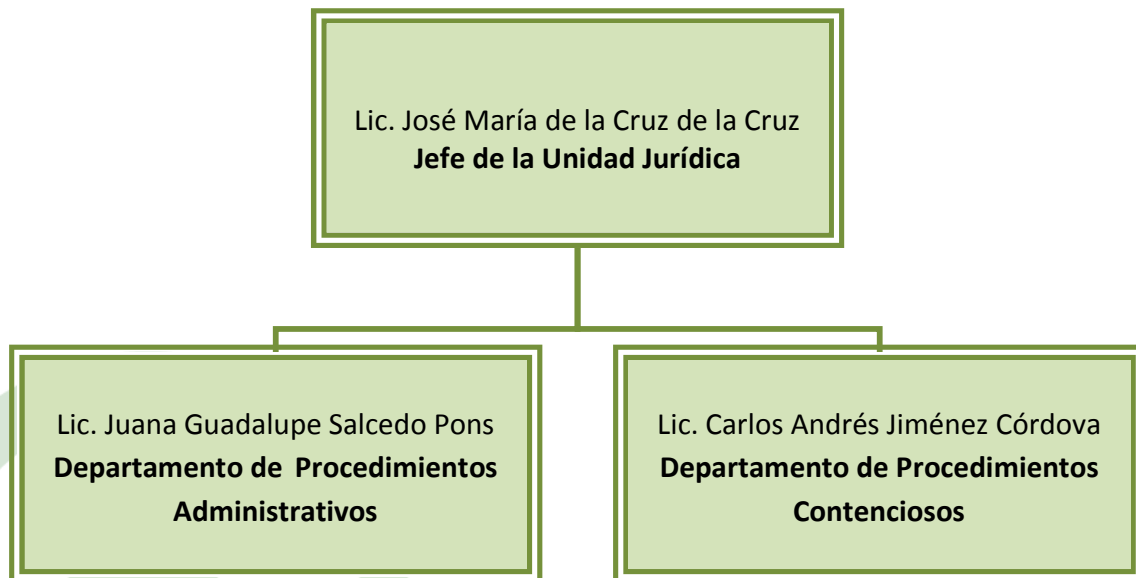 Lic. José María de la Cruz de la Cruz
Jefe de la Unidad Jurídica
Lic. Juana Guadalupe Salcedo Pons
Departamento de Procedimientos
Administrativos
Lic. Carlos Andrés Jiménez Córdova
Departamento de Procedimientos
Contenciosos